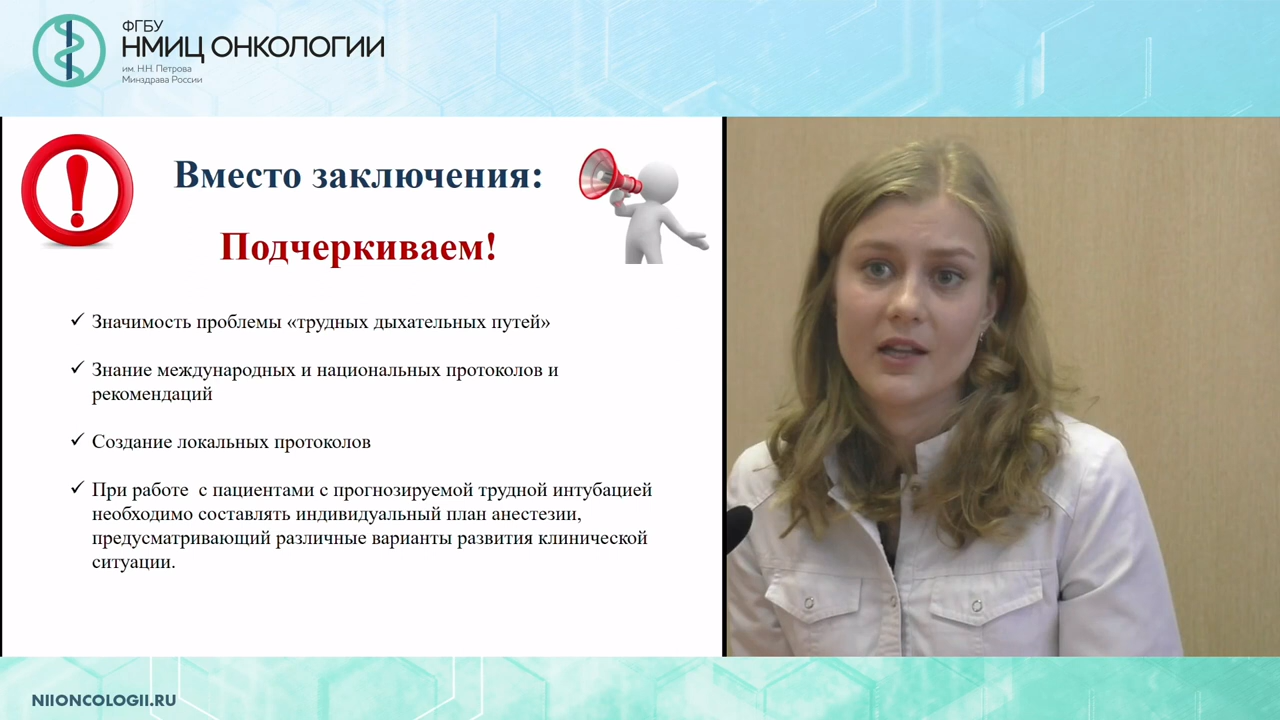 ФГБУ
НМИЦ ОНКОЛОГИИ
им. Н.Н. Петрова
Минздрава России
Вместо заключения:
Подчеркиваем!
Значимость проблемы «трудных дыхательных путей»
Знание международных и национальных протоколов и
рекомендаций
Создание локальных протоколов
При работе с пациентами с прогнозируемой трудной интубацией
необходимо составлять индивидуальный план анестезии,
предусматривающий различные варианты развития клинической
ситуации.
NIIONCOLOGII.RU